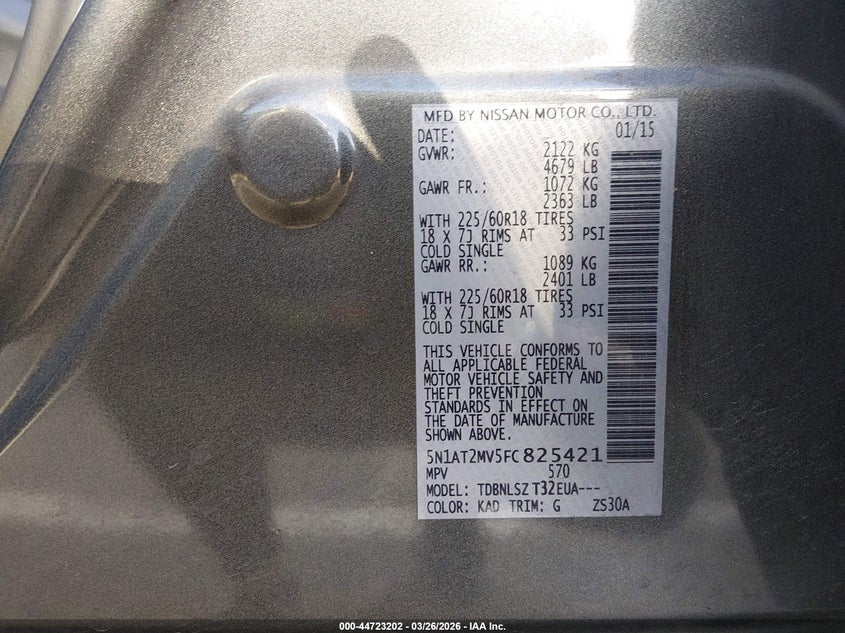 MFD BY NISSAN MOTOR CO., LTD.
DATE: 01/15
GVWR: 2122 KG
4679 LB
GAWR FR.: 1072 KG
2363 LB
WITH 225/60R18 TIRES
18 X 7J RIMS AT 33 PSI
COLD SINGLE
GAWR RR.: 1089 KG
2401 LB
WITH 225/60R18 TIRES
18 X 7J RIMS AT 33 PSI
COLD SINGLE
THIS VEHICLE CONFORMS TO
ALL APPLICABLE FEDERAL
MOTOR VEHICLE SAFETY AND
THEFT PREVENTION
STANDARDS IN EFFECT ON
THE DATE OF MANUFACTURE
SHOWN ABOVE.
5N1AT2MV5FC825421
MPV 570
MODEL: TDBNLSZ T32EUA---
COLOR: KAD TRIM: G ZS30A
000-44723202 - 03/26/2026 - IAA Inc.